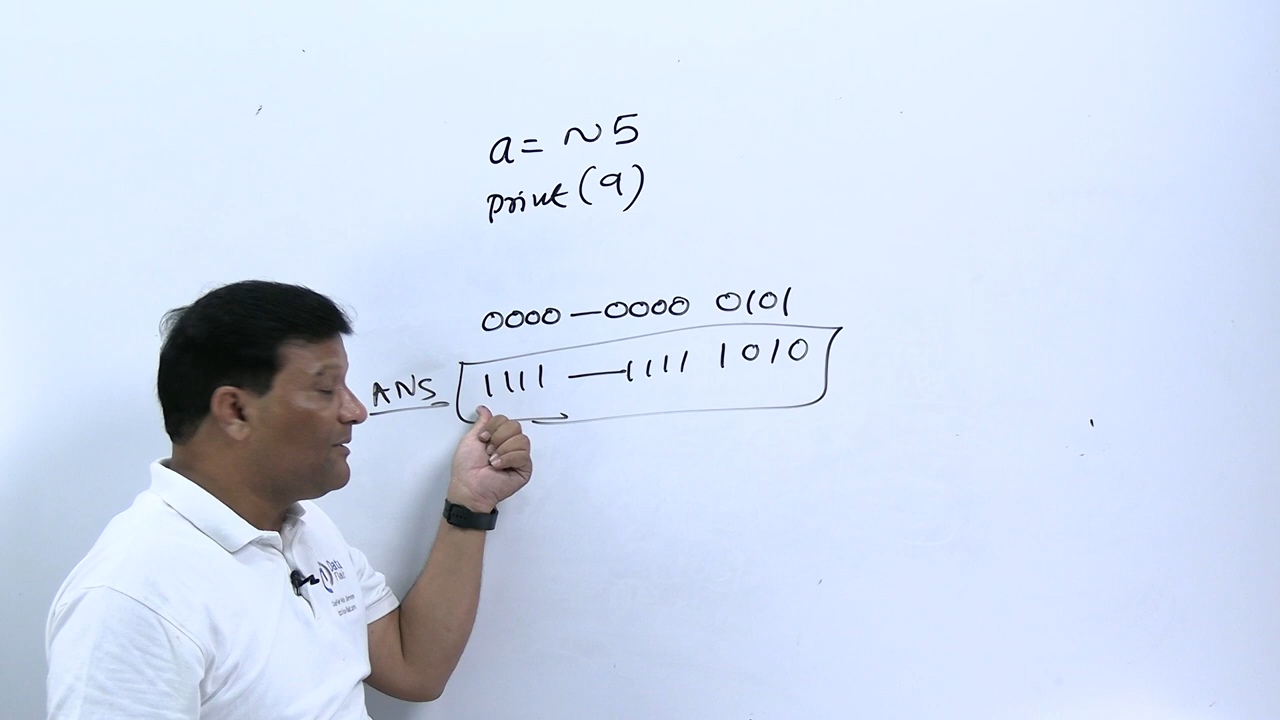 a = ~5
print(a)
0000 — 0000 0101
ANS 1111 — 1111 1010